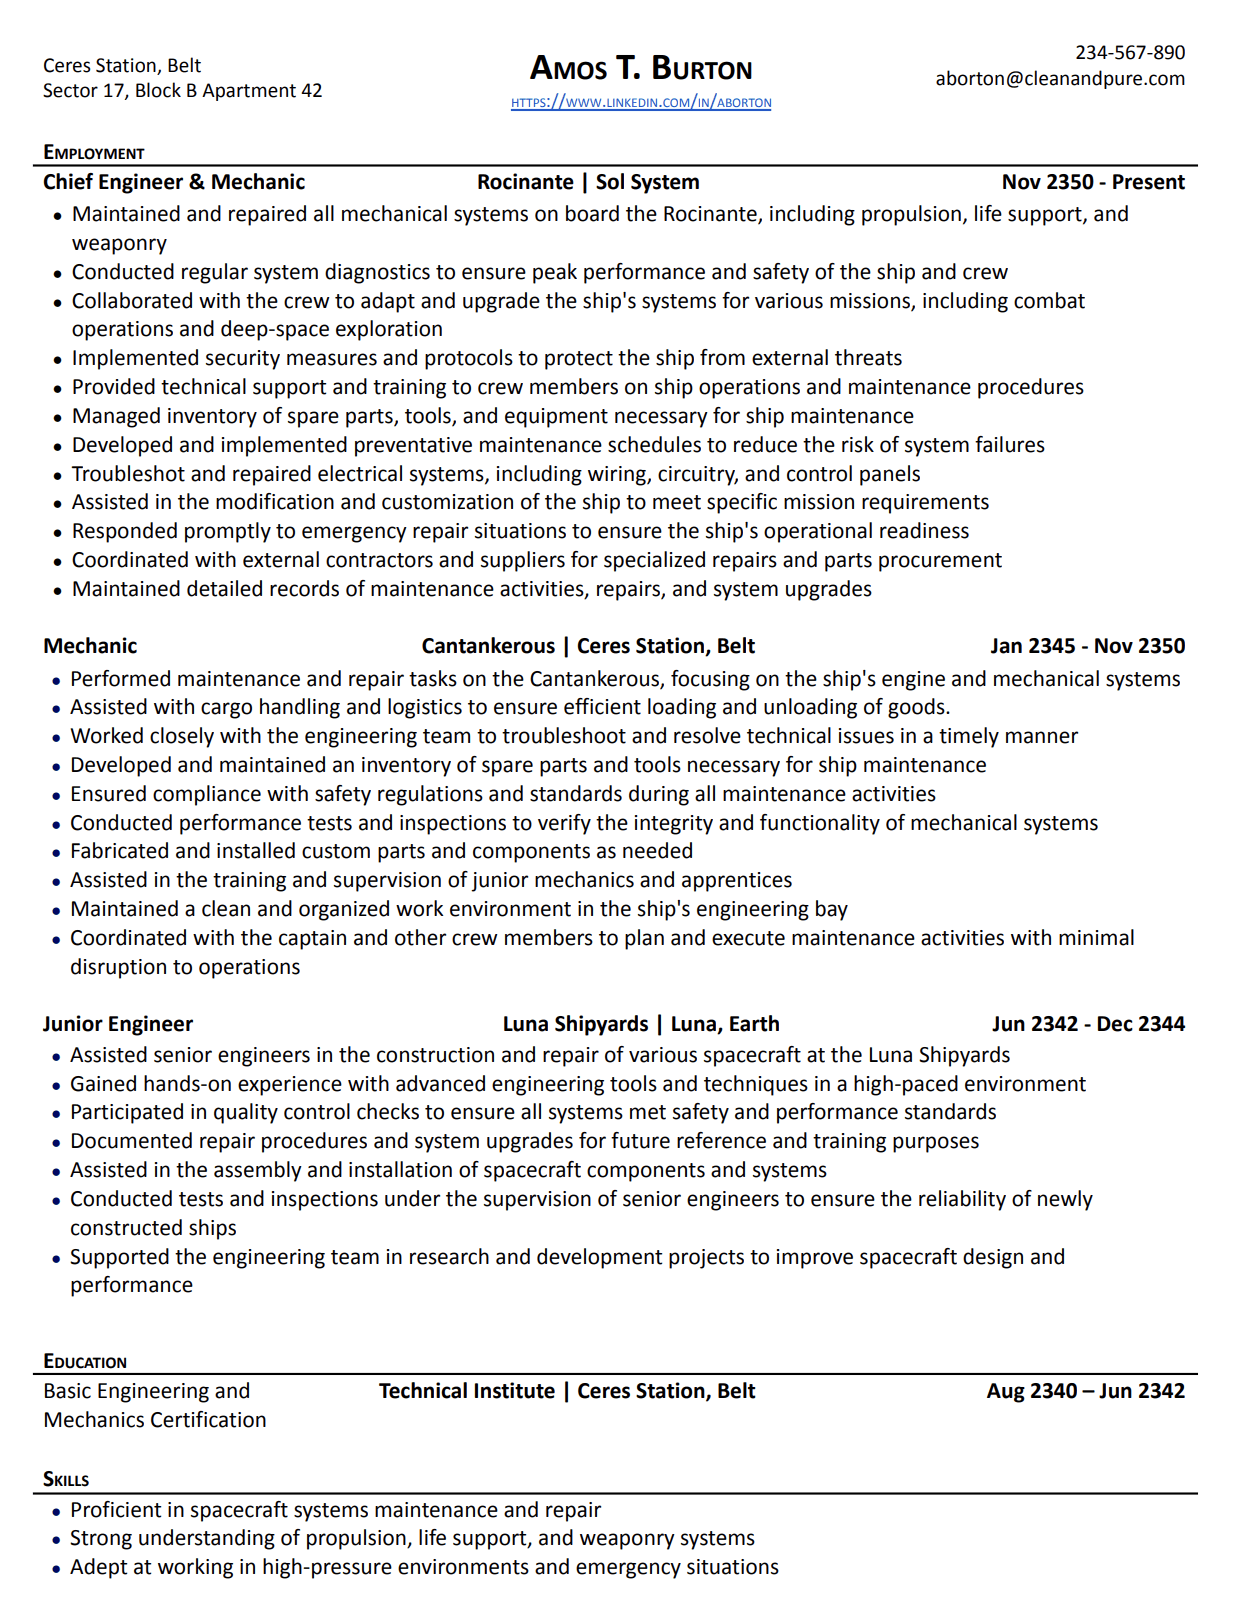 Ceres Station, Belt
Sector 17, Block B Apartment 42
AMOS T. BURTON
HTTPS://WWW.LINKEDIN.COM/IN/ABORTON
234-567-890
aborton@cleanandpure.com
EMPLOYMENT
Chief Engineer & Mechanic Rocinante | Sol System Nov 2350 - Present
• Maintained and repaired all mechanical systems on board the Rocinante, including propulsion, life support, and
weaponry
• Conducted regular system diagnostics to ensure peak performance and safety of the ship and crew
• Collaborated with the crew to adapt and upgrade the ship's systems for various missions, including combat
operations and deep-space exploration
• Implemented security measures and protocols to protect the ship from external threats
• Provided technical support and training to crew members on ship operations and maintenance procedures
• Managed inventory of spare parts, tools, and equipment necessary for ship maintenance
• Developed and implemented preventative maintenance schedules to reduce the risk of system failures
• Troubleshot and repaired electrical systems, including wiring, circuitry, and control panels
• Assisted in the modification and customization of the ship to meet specific mission requirements
• Responded promptly to emergency repair situations to ensure the ship's operational readiness
• Coordinated with external contractors and suppliers for specialized repairs and parts procurement
• Maintained detailed records of maintenance activities, repairs, and system upgrades
Mechanic Cantankerous | Ceres Station, Belt Jan 2345 - Nov 2350
• Performed maintenance and repair tasks on the Cantankerous, focusing on the ship's engine and mechanical systems
• Assisted with cargo handling and logistics to ensure efficient loading and unloading of goods.
• Worked closely with the engineering team to troubleshoot and resolve technical issues in a timely manner
• Developed and maintained an inventory of spare parts and tools necessary for ship maintenance
• Ensured compliance with safety regulations and standards during all maintenance activities
• Conducted performance tests and inspections to verify the integrity and functionality of mechanical systems
• Fabricated and installed custom parts and components as needed
• Assisted in the training and supervision of junior mechanics and apprentices
• Maintained a clean and organized work environment in the ship's engineering bay
• Coordinated with the captain and other crew members to plan and execute maintenance activities with minimal
disruption to operations
Junior Engineer Luna Shipyards | Luna, Earth Jun 2342 - Dec 2344
• Assisted senior engineers in the construction and repair of various spacecraft at the Luna Shipyards
• Gained hands-on experience with advanced engineering tools and techniques in a high-paced environment
• Participated in quality control checks to ensure all systems met safety and performance standards
• Documented repair procedures and system upgrades for future reference and training purposes
• Assisted in the assembly and installation of spacecraft components and systems
• Conducted tests and inspections under the supervision of senior engineers to ensure the reliability of newly
constructed ships
• Supported the engineering team in research and development projects to improve spacecraft design and
performance
EDUCATION
Basic Engineering and Technical Institute | Ceres Station, Belt Aug 2340 – Jun 2342
Mechanics Certification
SKILLS
• Proficient in spacecraft systems maintenance and repair
• Strong understanding of propulsion, life support, and weaponry systems
• Adept at working in high-pressure environments and emergency situations